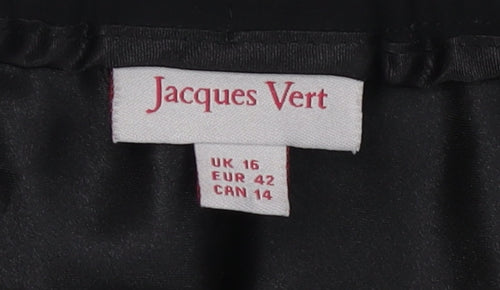 Jacques Vert
UK 16
EUR 42
CAN 14